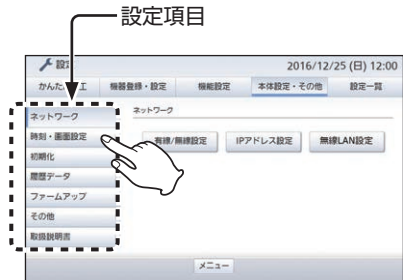 設定項目
設定 2016/12/25 (日) 12:00
かんたん施工 機器登録・設定 機能設定 本体設定・その他 設定一覧
ネットワーク
ネットワーク
時刻・画面設定
有線/無線設定 IPアドレス設定 無線LAN設定
初期化
履歴データ
ファームアップ
その他
取扱説明書
メニュー